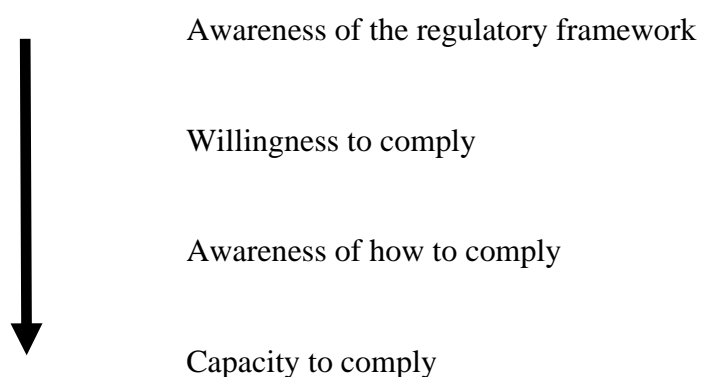 Awareness of the regulatory framework
Willingness to comply
Awareness of how to comply
Capacity to comply